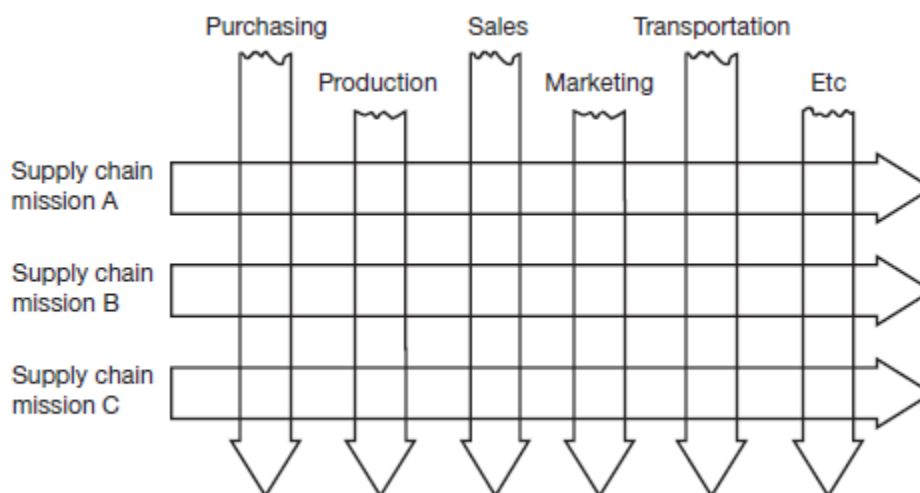 Purchasing
Sales
Transportation
Production
Marketing
Etc
Supply chain
mission A
Supply chain
mission B
Supply chain
mission C